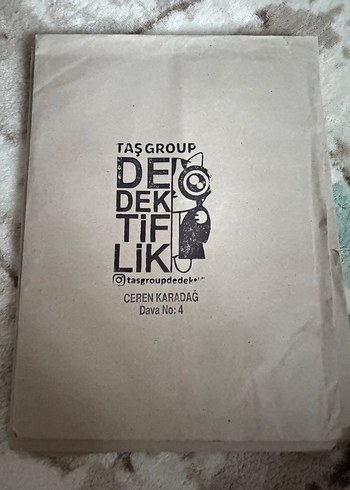 TAŞ GROUP
DE
DEK
TİF
LİK
CEREN KARADAĞ
Dava No: 4